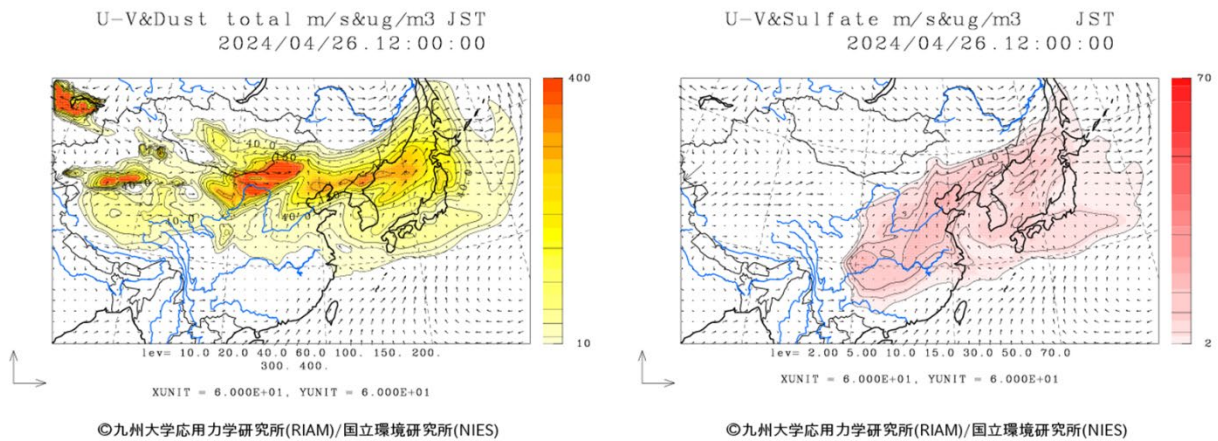 U-V&Dust total m/s&ug/m3 JST
2024/04/26.12:00:00
400
10
lev= 10.0 20.0 40.0 60.0 100. 150. 200.
300. 400.
XUNIT = 6.000E+01, YUNIT = 6.000E+01
©九州大学応用力学研究所(RIAM)/国立環境研究所(NIES)
U-V&Sulfate m/s&ug/m3 JST
2024/04/26.12:00:00
70
2
lev= 2.00 5.00 10.0 15.0 30.0 50.0 70.0
XUNIT = 6.000E+01, YUNIT = 6.000E+01
©九州大学応用力学研究所(RIAM)/国立環境研究所(NIES)